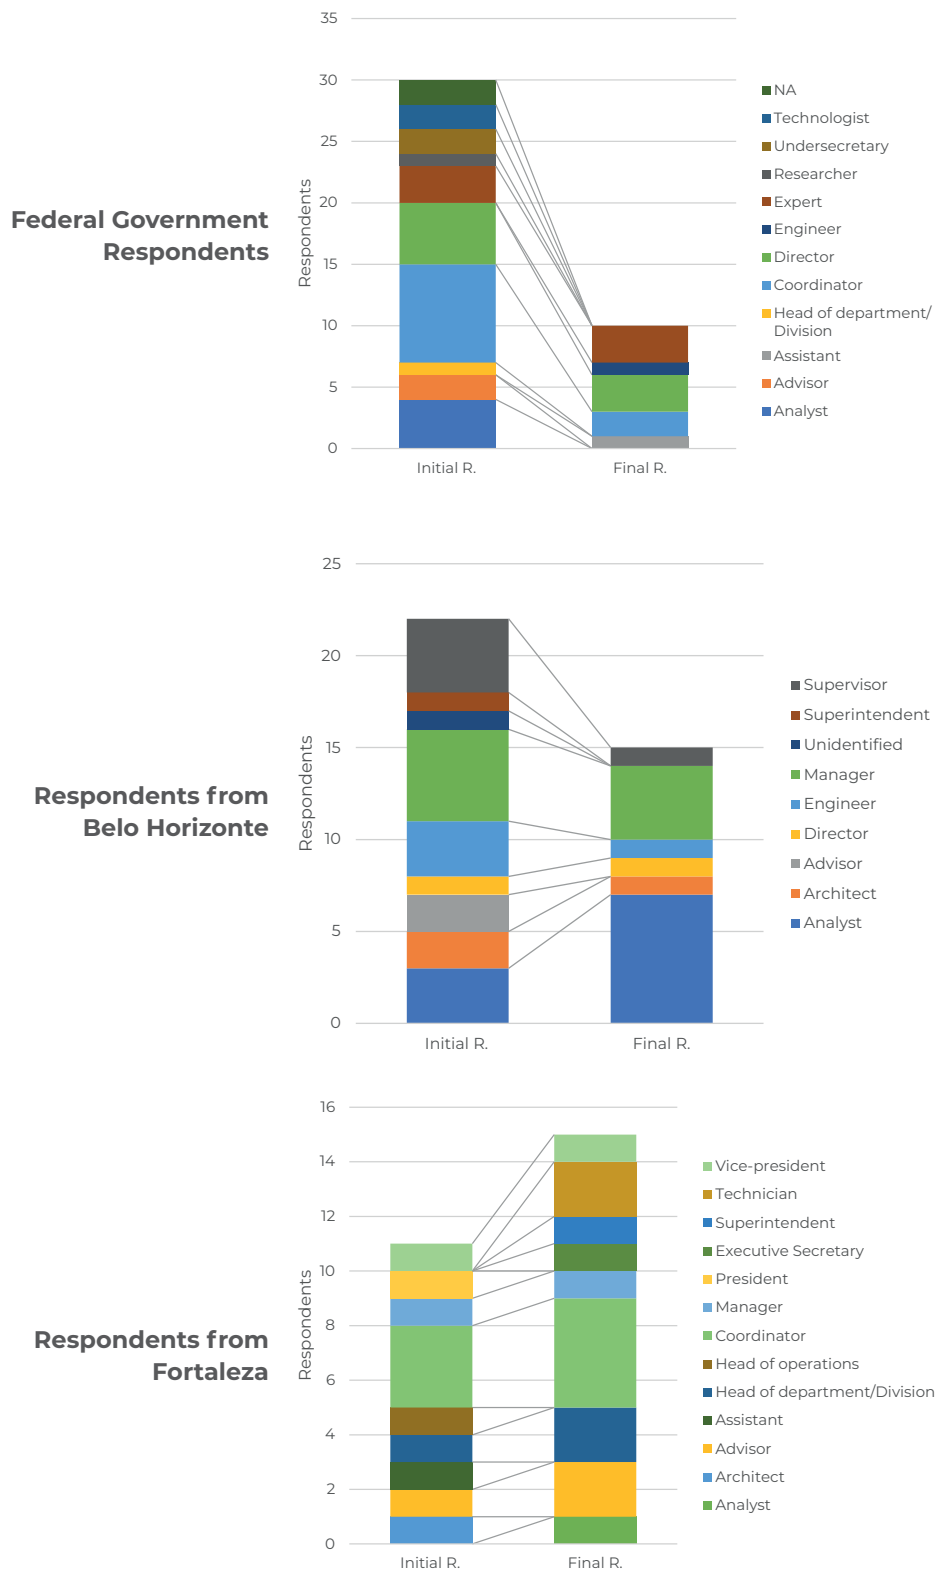 Federal Government
Respondents
Respondents
35
30
25
20
15
10
5
0
Initial R.
Final R.
NA
Technologist
Undersecretary
Researcher
Expert
Engineer
Director
Coordinator
Head of department/
Division
Assistant
Advisor
Analyst
Respondents from
Belo Horizonte
Respondents
25
20
15
10
5
0
Initial R.
Final R.
Supervisor
Superintendent
Unidentified
Manager
Engineer
Director
Advisor
Architect
Analyst
Respondents from
Fortaleza
Respondents
16
14
12
10
8
6
4
2
0
Initial R.
Final R.
Vice-president
Technician
Superintendent
Executive Secretary
President
Manager
Coordinator
Head of operations
Head of department/Division
Assistant
Advisor
Architect
Analyst